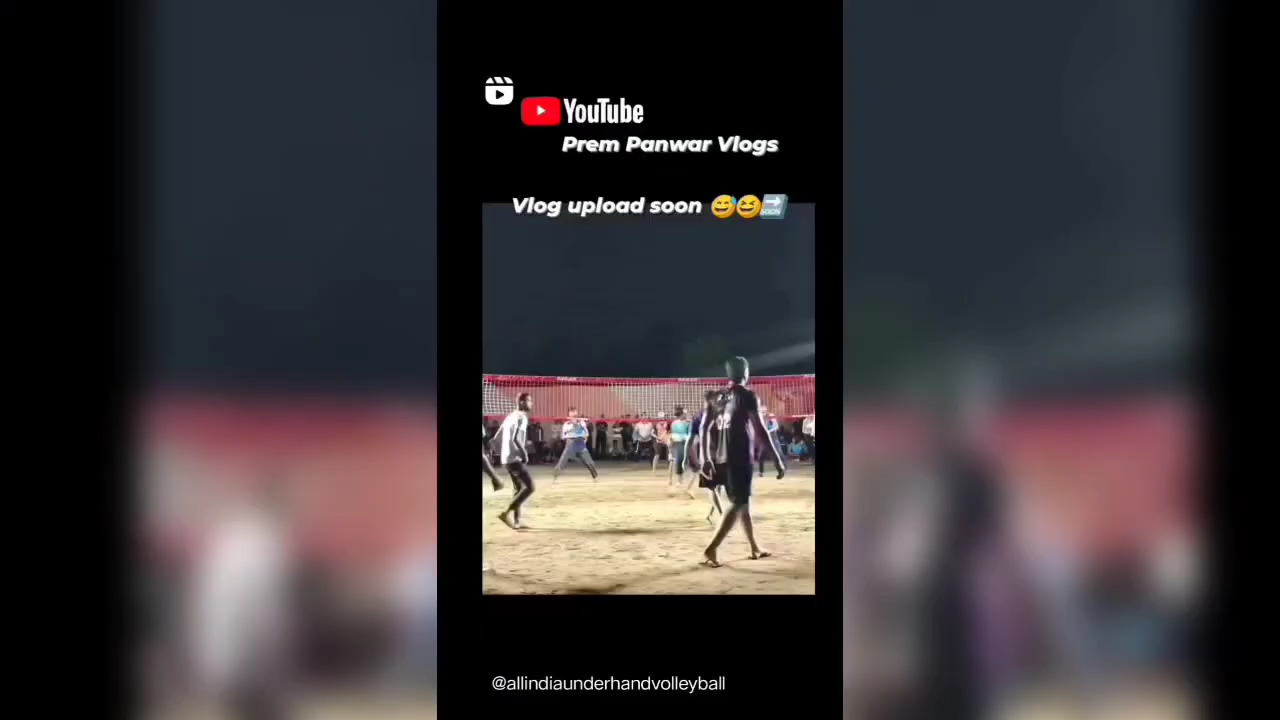 YouTube
Prem Panwar Vlogs
Vlog upload soon 😅😆🔜
@allindiaunderhandvolleyball